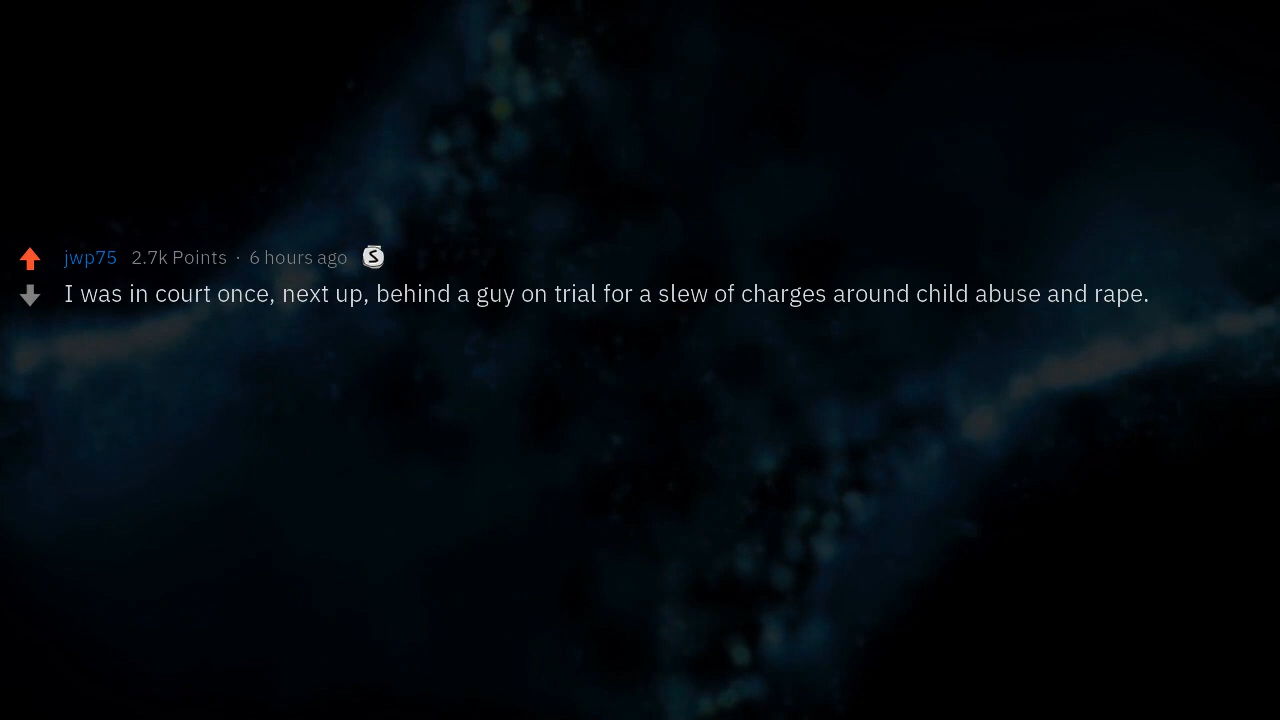 jwp75 2.7k Points · 6 hours ago S
I was in court once, next up, behind a guy on trial for a slew of charges around child abuse and rape.